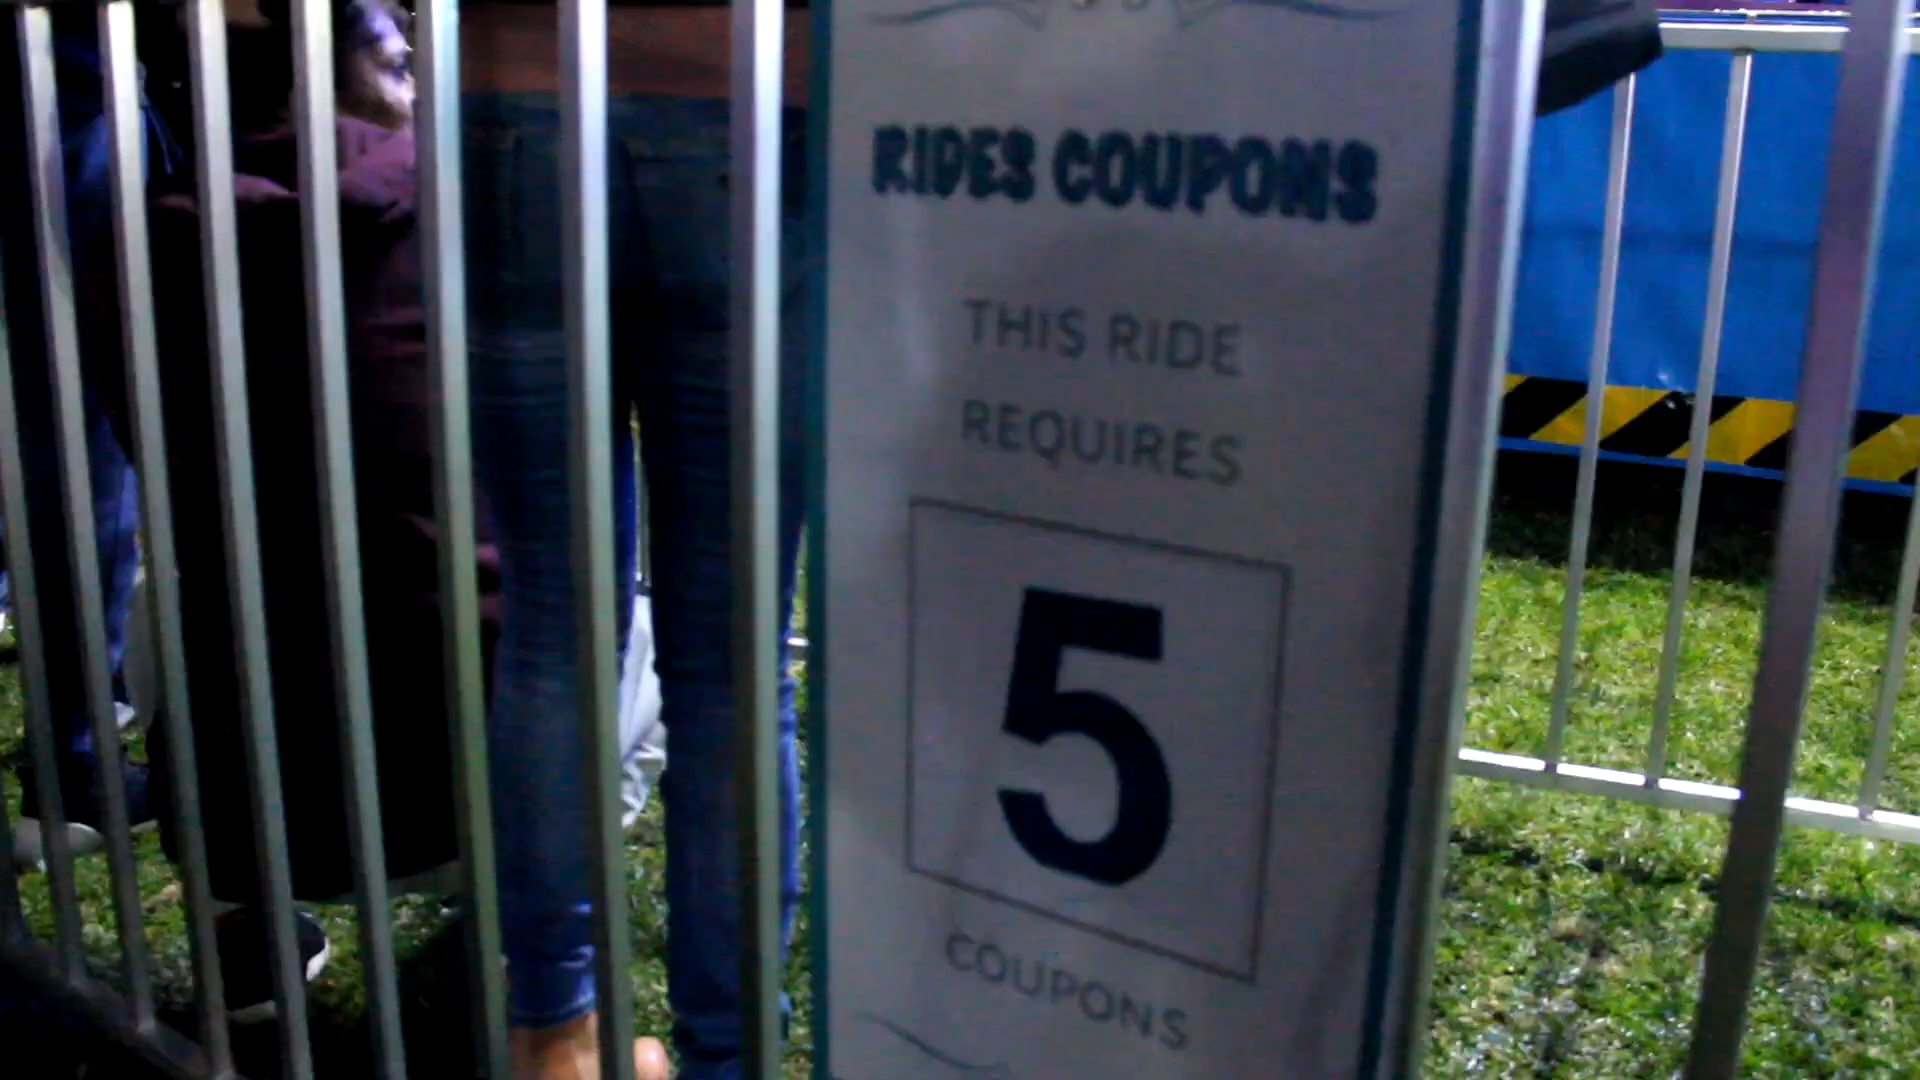 RIDES COUPONS
THIS RIDE
REQUIRES
5
COUPONS